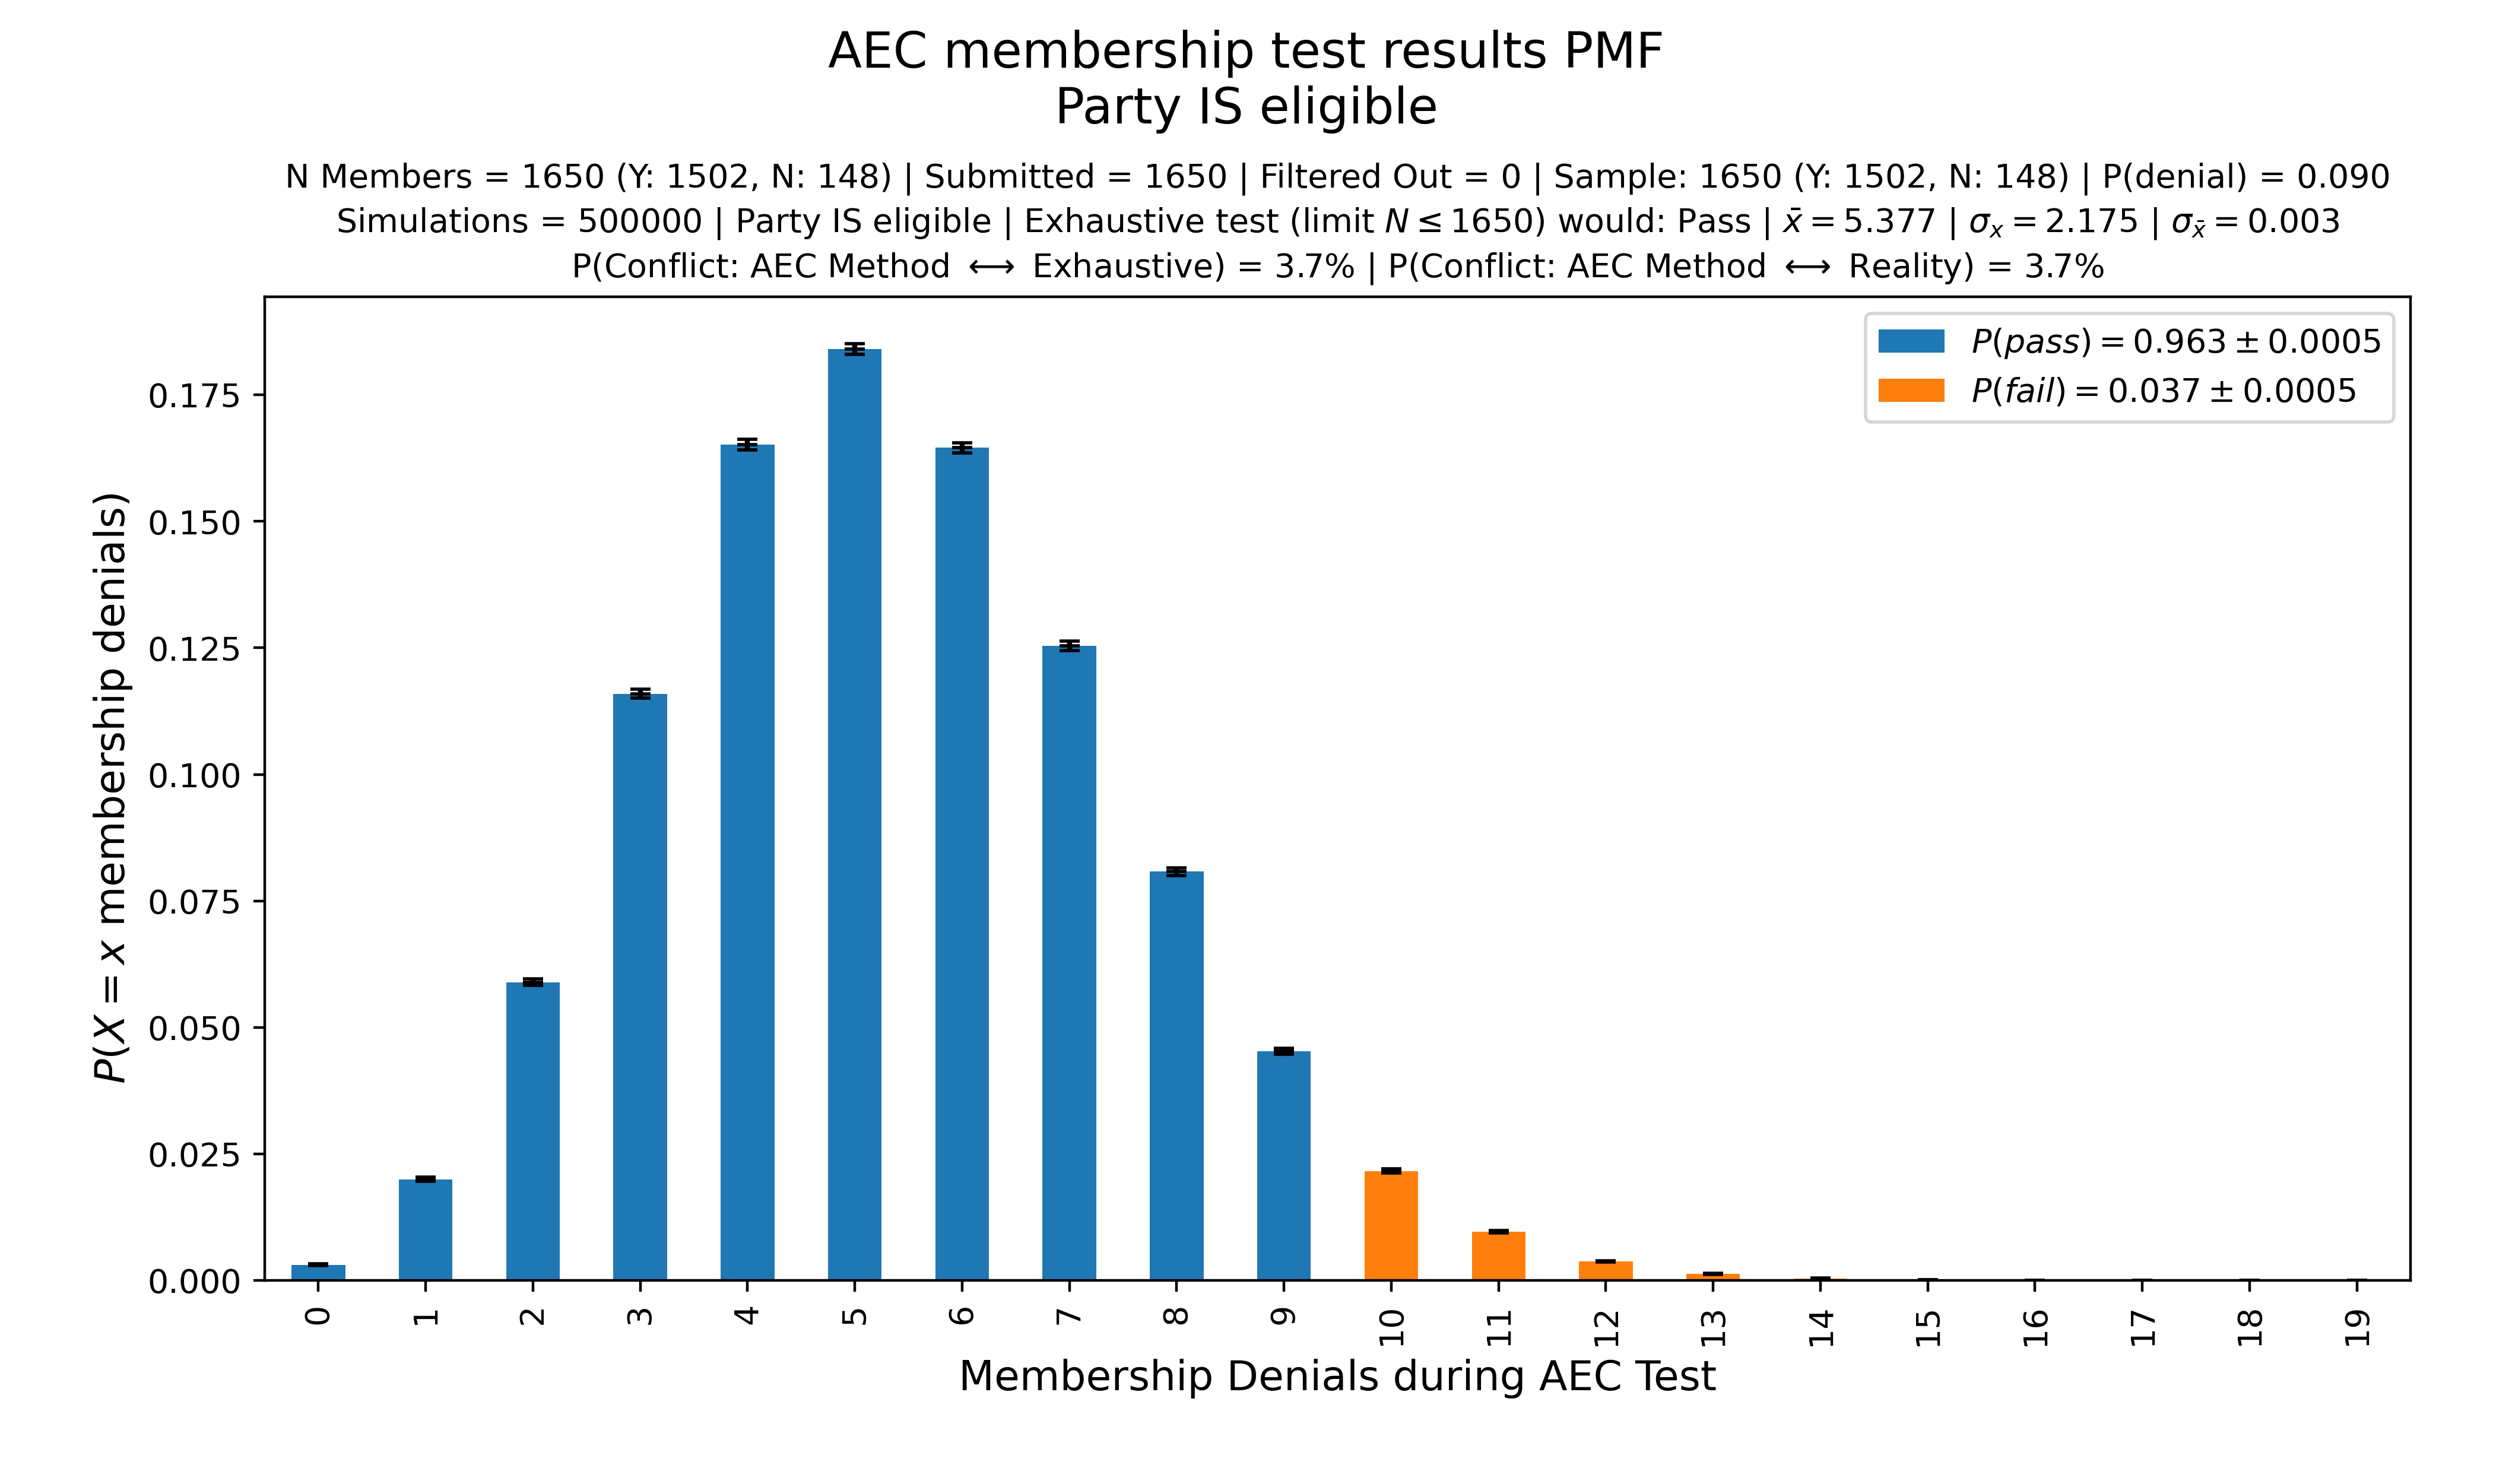 AEC membership test results PMF
Party IS eligible
N Members = 1650 (Y: 1502, N: 148) | Submitted = 1650 | Filtered Out = 0 | Sample: 1650 (Y: 1502, N: 148) | P(denial) = 0.090
Simulations = 500000 | Party IS eligible | Exhaustive test (limit N ≤ 1650) would: Pass | x̄ = 5.377 | σₓ = 2.175 | σ_x̄ = 0.003
P(Conflict: AEC Method ⟷ Exhaustive) = 3.7% | P(Conflict: AEC Method ⟷ Reality) = 3.7%
P(pass) = 0.963 ± 0.0005
P(fail) = 0.037 ± 0.0005
P(X = x membership denials)
0.175
0.150
0.125
0.100
0.075
0.050
0.025
0.000
0 1 2 3 4 5 6 7 8 9 10 11 12 13 14 15 16 17 18 19
Membership Denials during AEC Test